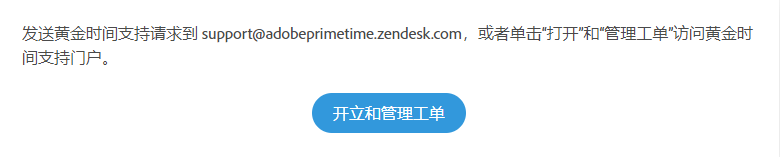 发送黄金时间支持请求到 support@adobeprimetime.zendesk.com，或者单击“打开”和“管理工单”访问黄金时
间支持门户。
开立和管理工单